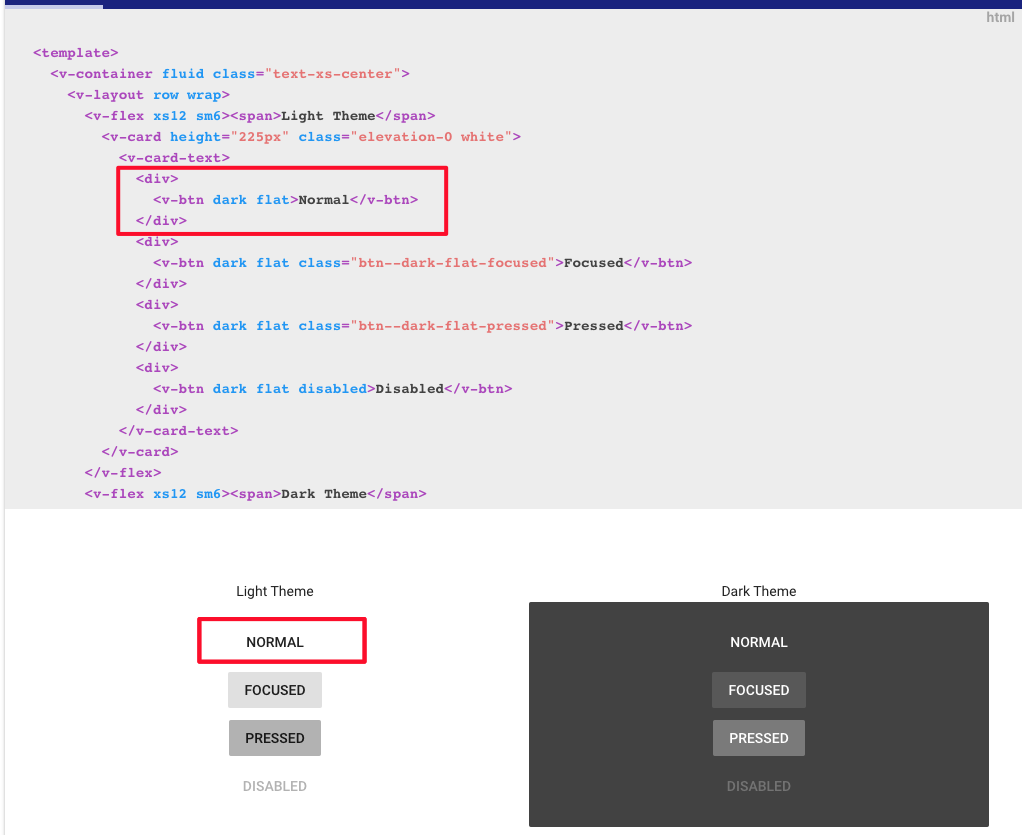 html
<template>
<v-container fluid class="text-xs-center">
<v-layout row wrap>
<v-flex xs12 sm6><span>Light Theme</span>
<v-card height="225px" class="elevation-0 white">
<v-card-text>
<div>
<v-btn dark flat>Normal</v-btn>
</div>
<div>
<v-btn dark flat class="btn--dark-flat-focused">Focused</v-btn>
</div>
<div>
<v-btn dark flat class="btn--dark-flat-pressed">Pressed</v-btn>
</div>
<div>
<v-btn dark flat disabled>Disabled</v-btn>
</div>
</v-card-text>
</v-card>
</v-flex>
<v-flex xs12 sm6><span>Dark Theme</span>
Light Theme
NORMAL
FOCUSED
PRESSED
DISABLED
Dark Theme
NORMAL
FOCUSED
PRESSED
DISABLED